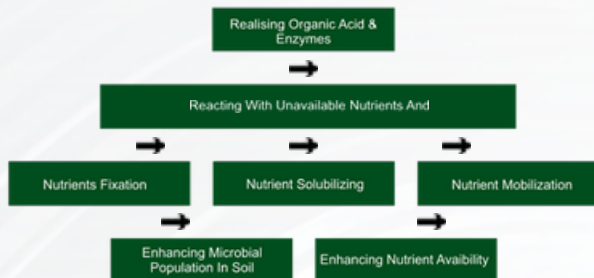 Realising Organic Acid &
Enzymes
Reacting With Unavailable Nutrients And
Nutrients Fixation
Nutrient Solubilizing
Nutrient Mobilization
Enhancing Microbial
Population In Soil
Enhancing Nutrient Avaibility